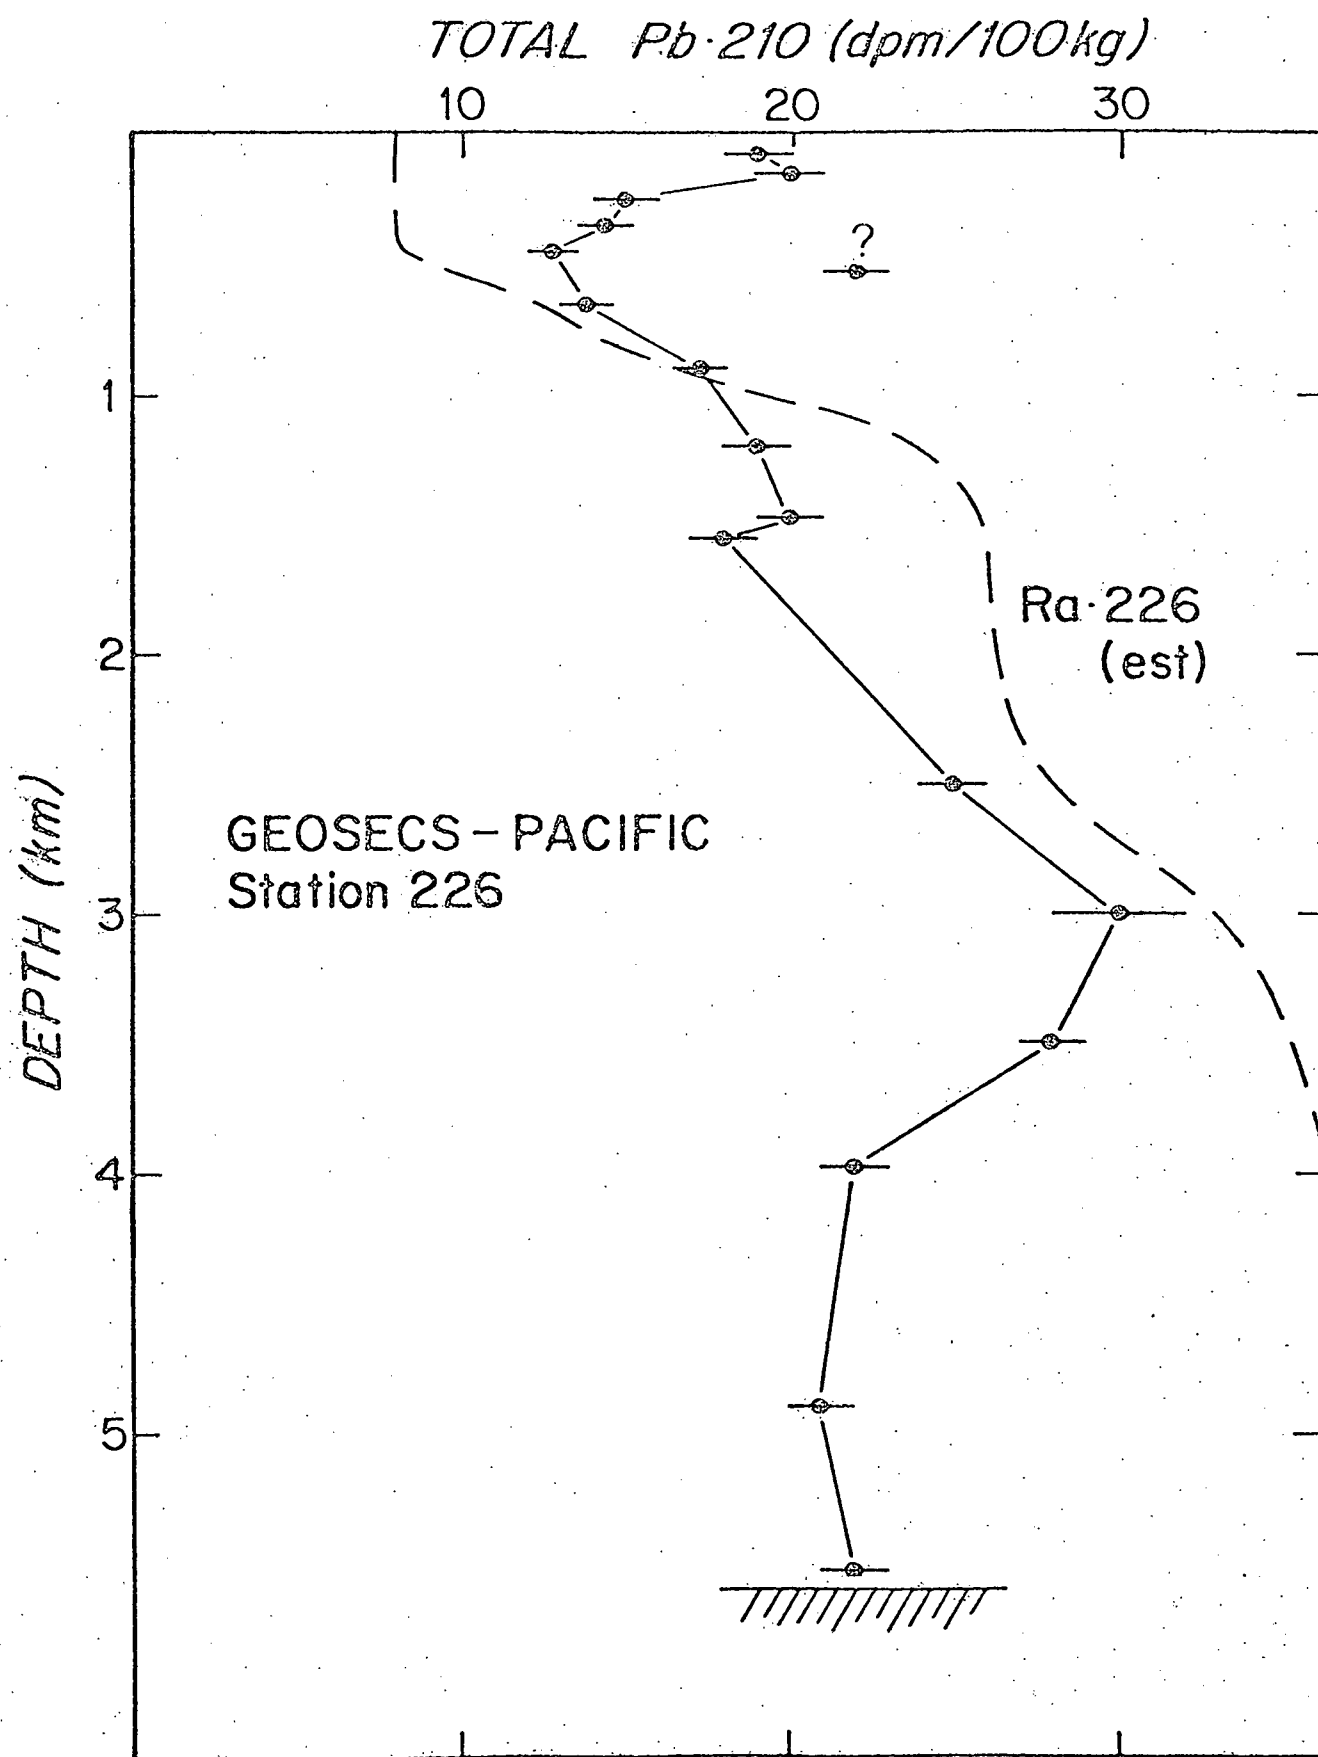 TOTAL Pb·210 (dpm/100kg)
10 20 30
?
1
Ra·226
(est)
2
GEOSECS – PACIFIC
Station 226
3
DEPTH (km)
4
5